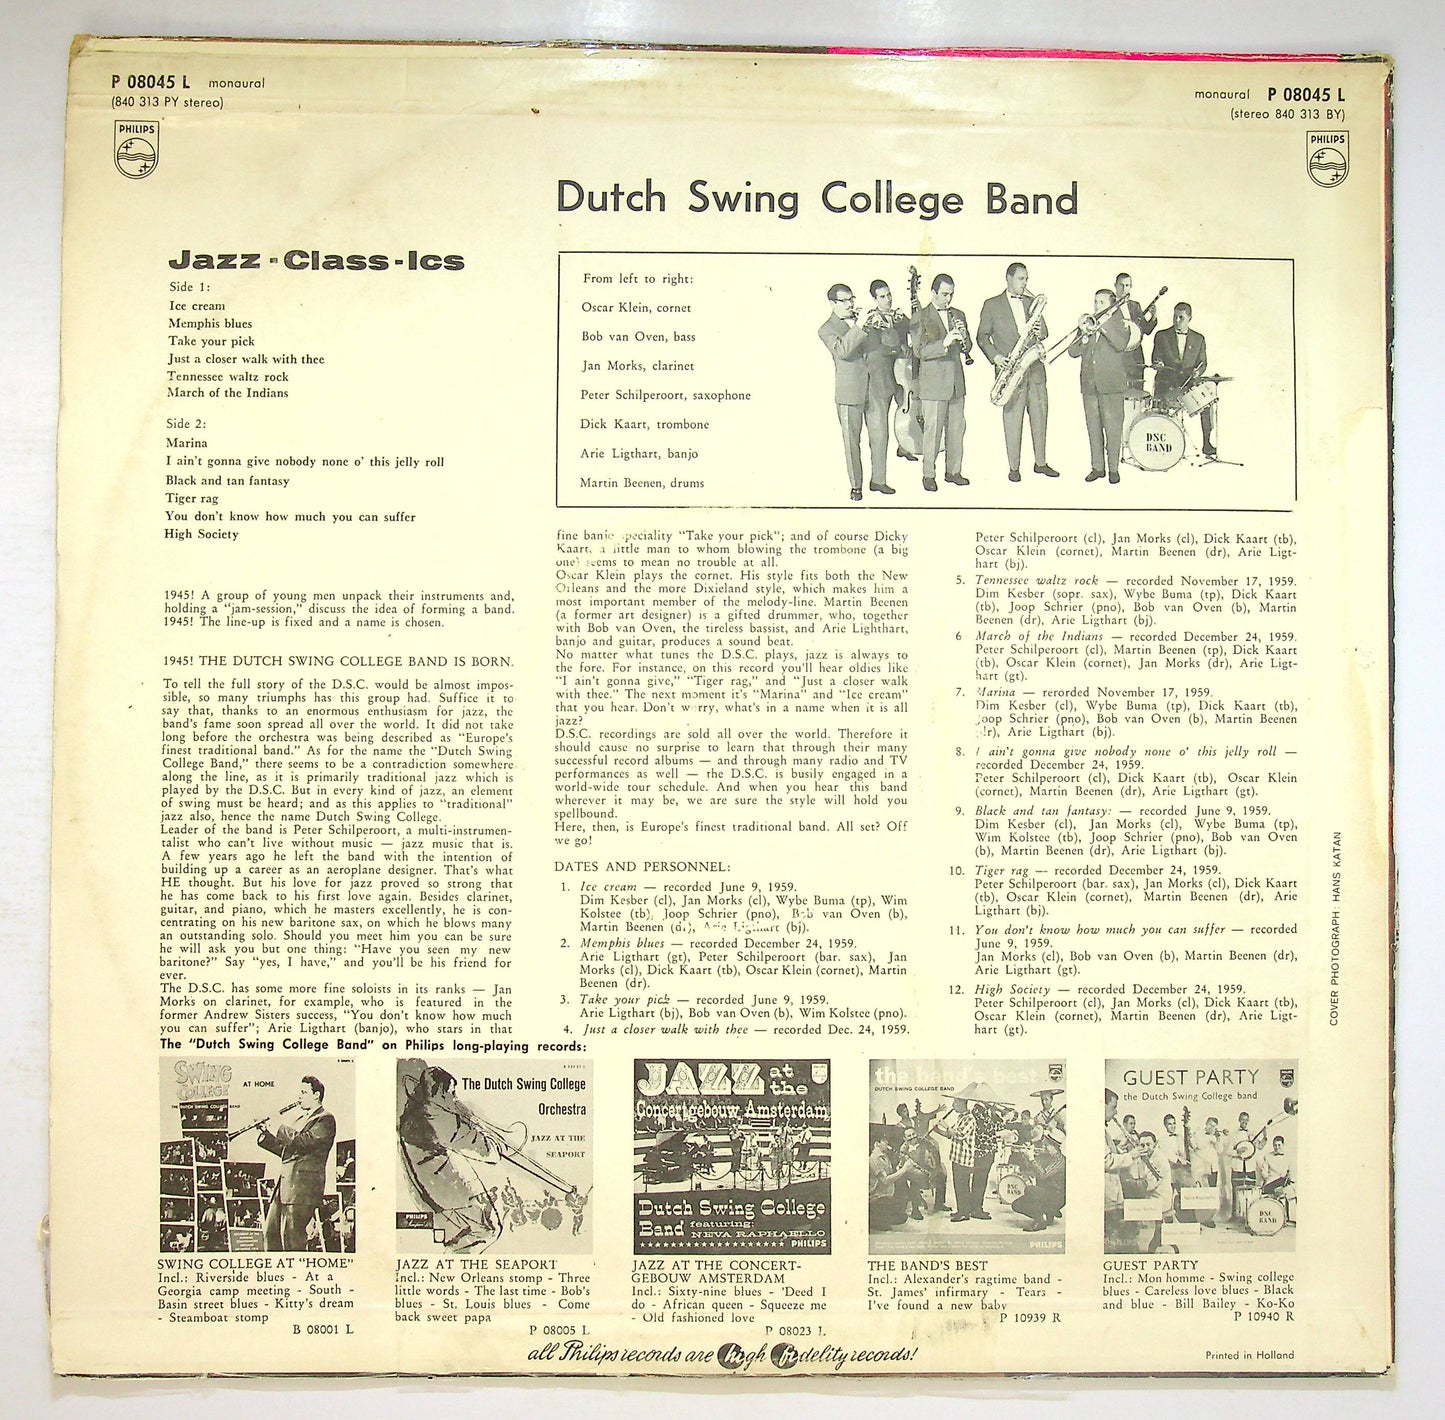 P 08045 L monaural
(840 313 PY stereo)
PHILIPS
monaural P 08045 L
(stereo 840 313 BY)
PHILIPS
Dutch Swing College Band
Jazz-Class-Ics
Side 1:
Ice cream
Memphis blues
Take your pick
Just a closer walk with thee
Tennessee waltz rock
March of the Indians
Side 2:
Marina
I ain't gonna give nobody none o' this jelly roll
Black and tan fantasy
Tiger rag
You don't know how much you can suffer
High Society
From left to right:
Oscar Klein, cornet
Bob van Oven, bass
Jan Morks, clarinet
Peter Schilperoort, saxophone
Dick Kaart, trombone
Arie Ligthart, banjo
Martin Beenen, drums
DSC
BAND
1945! A group of young men unpack their instruments and,
holding a "jam-session," discuss the idea of forming a band.
1945! The line-up is fixed and a name is chosen.
1945! THE DUTCH SWING COLLEGE BAND IS BORN.
To tell the full story of the D.S.C. would be almost impos-
sible, so many triumphs has this group had. Suffice it to
say that, thanks to an enormous enthusiasm for jazz, the
band's fame soon spread all over the world. It did not take
long before the orchestra was being described as "Europe's
finest traditional band." As for the name the "Dutch Swing
College Band," there seems to be a contradiction somewhere
along the line, as it is primarily traditional jazz which is
played by the D.S.C. But in every kind of jazz, an element
of swing must be heard; and as this applies to "traditional"
jazz also, hence the name Dutch Swing College.
Leader of the band is Peter Schilperoort, a multi-instrumen-
talist who can't live without music — jazz music that is.
A few years ago he left the band with the intention of
building up a career as an aeroplane designer. That's what
HE thought. But his love for jazz proved so strong that
he has come back to his first love again. Besides clarinet,
guitar, and piano, which he masters excellently, he is con-
centrating on his new baritone sax, on which he blows many
an outstanding solo. Should you meet him you can be sure
he will ask you but one thing: "Have you seen my new
baritone?" Say "yes, I have," and you'll be his friend for
ever.
The D.S.C. has some more fine soloists in its ranks — Jan
Morks on clarinet, for example, who is featured in the
former Andrew Sisters success, "You don't know how much
you can suffer"; Arie Ligthart (banjo), who stars in that
fine banjo speciality "Take your pick"; and of course Dicky
Kaart, a little man to whom blowing the trombone (a big
one) seems to mean no trouble at all.
Oscar Klein plays the cornet. His style fits both the New
Orleans and the more Dixieland style, which makes him a
most important member of the melody-line. Martin Beenen
(a former art designer) is a gifted drummer, who, together
with Bob van Oven, the tireless bassist, and Arie Lighthart,
banjo and guitar, produces a sound beat.
No matter what tunes the D.S.C. plays, jazz is always to
the fore. For instance, on this record you'll hear oldies like
"I ain't gonna give," "Tiger rag," and "Just a closer walk
with thee." The next moment it's "Marina" and "Ice cream"
that you hear. Don't worry, what's in a name when it is all
jazz?
D.S.C. recordings are sold all over the world. Therefore it
should cause no surprise to learn that through their many
successful record albums — and through many radio and TV
performances as well — the D.S.C. is busily engaged in a
world-wide tour schedule. And when you hear this band
wherever it may be, we are sure the style will hold you
spellbound.
Here, then, is Europe's finest traditional band. All set? Off
we go!
DATES AND PERSONNEL:
1. Ice cream — recorded June 9, 1959.
Dim Kesber (cl), Jan Morks (cl), Wybe Buma (tp), Wim
Kolstee (tb), Joop Schrier (pno), Bob van Oven (b),
Martin Beenen (dr), Arie Ligthart (bj).
2. Memphis blues — recorded December 24, 1959.
Arie Ligthart (gt), Peter Schilperoort (bar. sax), Jan
Morks (cl), Dick Kaart (tb), Oscar Klein (cornet), Martin
Beenen (dr).
3. Take your pick — recorded June 9, 1959.
Arie Ligthart (bj), Bob van Oven (b), Wim Kolstee (pno).
4. Just a closer walk with thee — recorded Dec. 24, 1959.
Peter Schilperoort (cl), Jan Morks (cl), Dick Kaart (tb),
Oscar Klein (cornet), Martin Beenen (dr), Arie Ligt-
hart (bj).
5. Tennessee waltz rock — recorded November 17, 1959.
Dim Kesber (sopr. sax), Wybe Buma (tp), Dick Kaart
(tb), Joop Schrier (pno), Bob van Oven (b), Martin
Beenen (dr), Arie Ligthart (bj).
6 March of the Indians — recorded December 24, 1959.
Peter Schilperoort (cl), Martin Beenen (tp), Dick Kaart
(tb), Oscar Klein (cornet), Jan Morks (dr), Arie Ligt-
hart (gt).
7. Marina — rerorded November 17, 1959.
Dim Kesber (cl), Wybe Buma (tp), Dick Kaart (tb),
Joop Schrier (pno), Bob van Oven (b), Martin Beenen
(dr), Arie Ligthart (bj).
8. I ain't gonna give nobody none o' this jelly roll —
recorded December 24, 1959.
Peter Schilperoort (cl), Dick Kaart (tb), Oscar Klein
(cornet), Martin Beenen (dr), Arie Ligthart (gt).
9. Black and tan fantasy: — recorded June 9, 1959.
Dim Kesber (cl), Jan Morks (cl), Wybe Buma (tp),
Wim Kolstee (tb), Joop Schrier (pno), Bob van Oven
(b), Martin Beenen (dr), Arie Ligthart (bj).
10. Tiger rag — recorded December 24, 1959.
Peter Schilperoort (bar. sax), Jan Morks (cl), Dick Kaart
(tb), Oscar Klein (cornet), Martin Beenen (dr), Arie
Ligthart (bj).
11. You don't know how much you can suffer — recorded
June 9, 1959.
Jan Morks (cl), Bob van Oven (b), Martin Beenen (dr),
Arie Ligthart (gt).
12. High Society — recorded December 24, 1959.
Peter Schilperoort (cl), Jan Morks (cl), Dick Kaart (tb),
Oscar Klein (cornet), Martin Beenen (dr), Arie Ligt-
hart (gt).
COVER PHOTOGRAPH: HANS KATAN
The "Dutch Swing College Band" on Philips long-playing records:
SWING
COLLEGE
AT HOME
THE DUTCH SWING COLLEGE BAND
The Dutch Swing College
Orchestra
JAZZ AT THE
SEAPORT
PHILIPS
JAZZ at
the
Concertgebouw Amsterdam
Dutch Swing College
Band featuring:
NEVA RAPHAELLO
PHILIPS
the band's best
DUTCH SWING COLLEGE BAND
DSC
BAND
PHILIPS
GUEST PARTY
the Dutch Swing College band
DSC
BAND
SWING COLLEGE AT "HOME"
Incl.: Riverside blues - At a
Georgia camp meeting - South -
Basin street blues - Kitty's dream
- Steamboat stomp
B 08001 L
JAZZ AT THE SEAPORT
Incl.: New Orleans stomp - Three
little words - The last time - Bob's
blues - St. Louis blues - Come
back sweet papa
P 08005 L
JAZZ AT THE CONCERT-
GEBOUW AMSTERDAM
Incl.: Sixty-nine blues - 'Deed I
do - African queen - Squeeze me
- Old fashioned love
P 08023 L
THE BAND'S BEST
Incl.: Alexander's ragtime band -
St. James' infirmary - Tears -
I've found a new baby
P 10939 R
GUEST PARTY
Incl.: Mon homme - Swing college
blues - Careless love blues - Black
and blue - Bill Bailey - Ko-Ko
P 10940 R
all Philips records are high fidelity records!
Printed in Holland